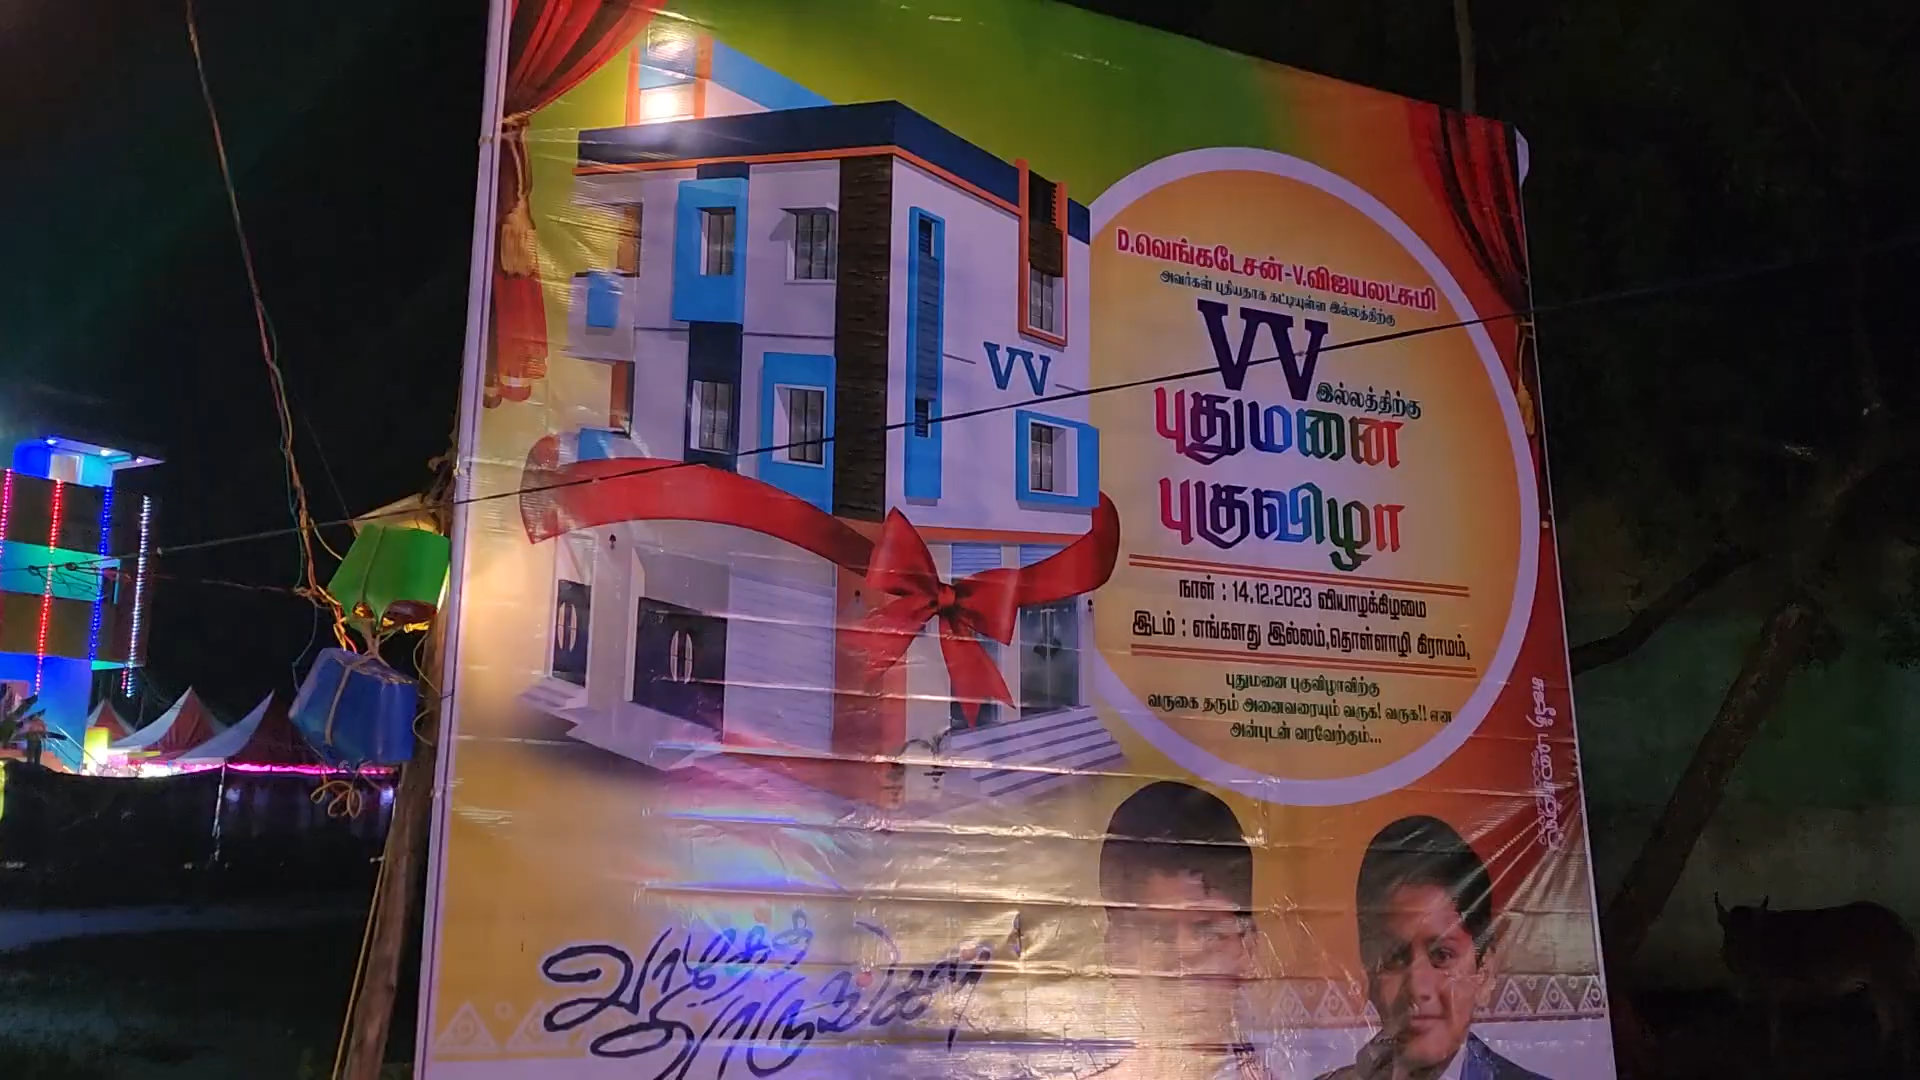 D.வெங்கடேசன்-V.விஜயலட்சுமி
அவர்கள் புதியதாக கட்டியுள்ள இல்லத்திற்கு
VV
VV இல்லத்திற்கு
புதுமனை
புகுவிழா
நாள் : 14.12.2023 வியாழக்கிழமை
இடம் : எங்களது இல்லம்,தொள்ளாழி கிராமம்,
புதுமனை புகுவிழாவிற்கு
வருகை தரும் அனைவரையும் வருக! வருக!! என
அன்புடன் வரவேற்கும்...
வாழ்த்த
வாருங்கள்